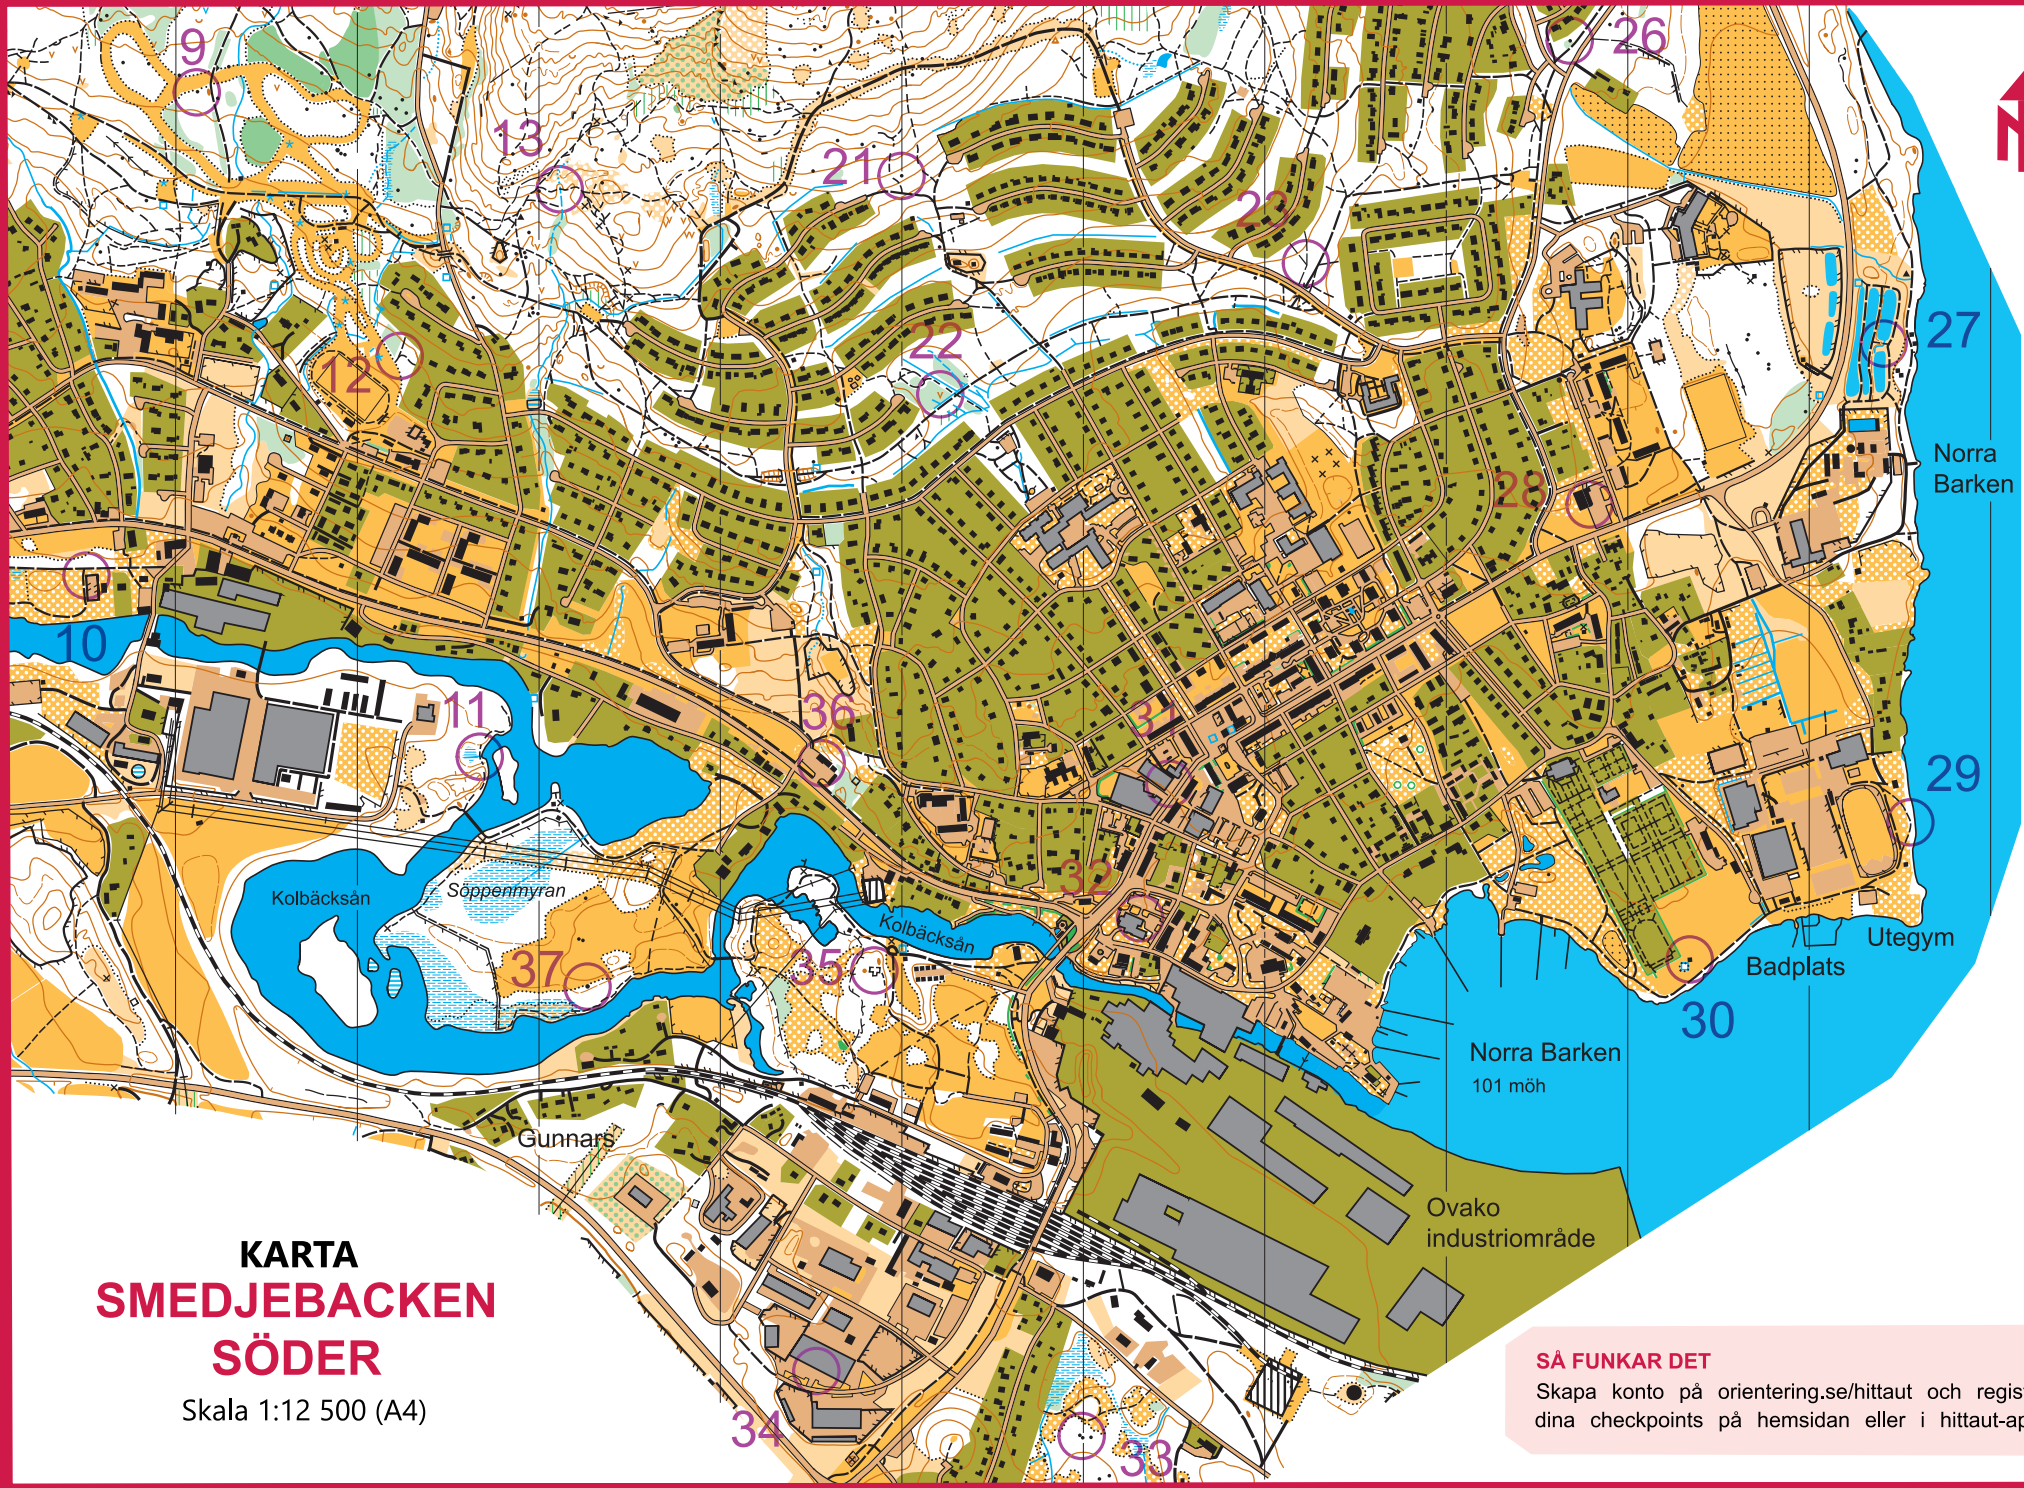 9
26
13
21
23
27
22
12
Norra
Barken
28
10
11
36
31
29
32
Kolbäcksån
Söppenmyran
Kolbäcksån
Utegym
37
35
Badplats
30
Norra Barken
101 möh
Gunnars
Ovako
industriområde
KARTA
SMEDJEBACKEN
SÖDER
Skala 1:12 500 (A4)
34
33
SÅ FUNKAR DET
Skapa konto på orientering.se/hittaut och regist
dina checkpoints på hemsidan eller i hittaut-ap
N